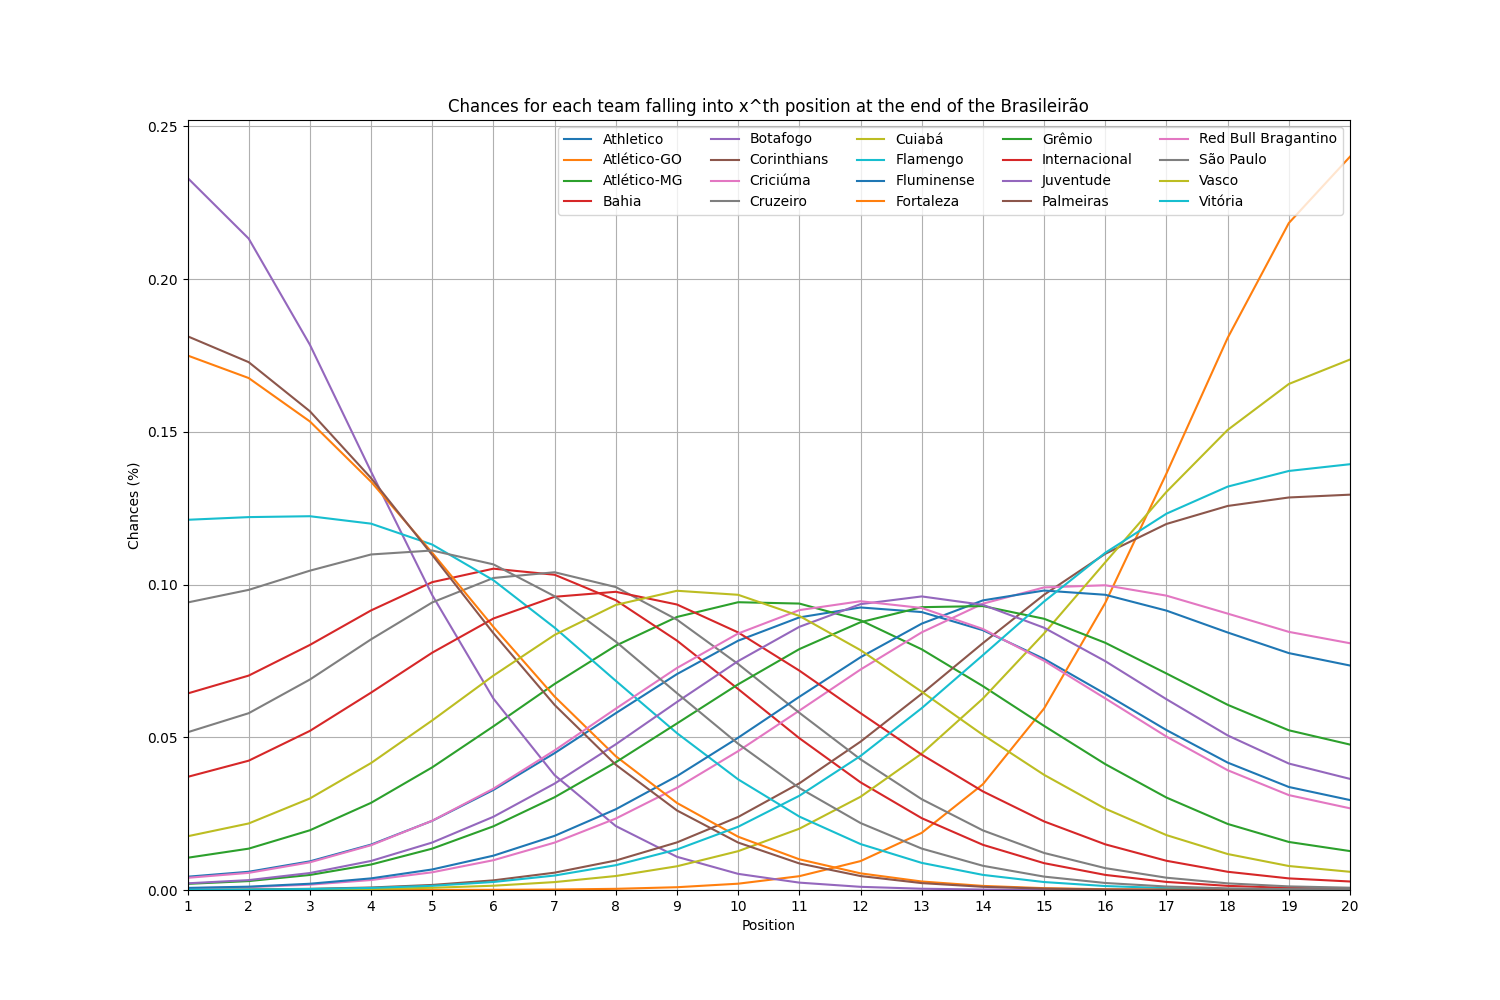 Chances for each team falling into x^th position at the end of the Brasileirão
Athletico
Atlético-GO
Atlético-MG
Bahia
Botafogo
Corinthians
Criciúma
Cruzeiro
Cuiabá
Flamengo
Fluminense
Fortaleza
Grêmio
Internacional
Juventude
Palmeiras
Red Bull Bragantino
São Paulo
Vasco
Vitória
Chances (%)
0.25
0.20
0.15
0.10
0.05
0.00
1 2 3 4 5 6 7 8 9 10 11 12 13 14 15 16 17 18 19 20
Position